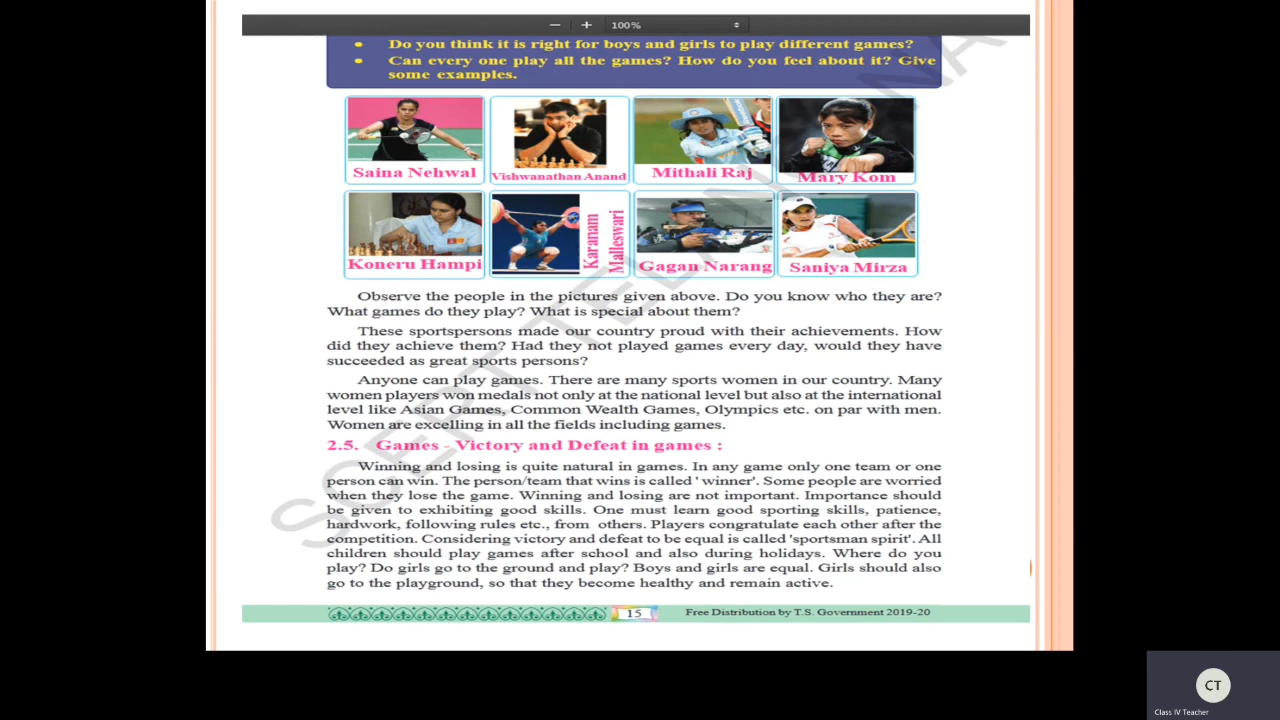 100%
• Do you think it is right for boys and girls to play different games?
• Can every one play all the games? How do you feel about it? Give
some examples.
Saina Nehwal
Vishwanathan Anand
Mithali Raj
Mary Kom
Koneru Hampi
Karanam
Malleswari
Gagan Narang
Saniya Mirza
Observe the people in the pictures given above. Do you know who they are?
What games do they play? What is special about them?
These sportspersons made our country proud with their achievements. How
did they achieve them? Had they not played games every day, would they have
succeeded as great sports persons?
Anyone can play games. There are many sports women in our country. Many
women players won medals not only at the national level but also at the international
level like Asian Games, Common Wealth Games, Olympics etc. on par with men.
Women are excelling in all the fields including games.
2.5. Games - Victory and Defeat in games :
Winning and losing is quite natural in games. In any game only one team or one
person can win. The person/team that wins is called ' winner'. Some people are worried
when they lose the game. Winning and losing are not important. Importance should
be given to exhibiting good skills. One must learn good sporting skills, patience,
hardwork, following rules etc., from others. Players congratulate each other after the
competition. Considering victory and defeat to be equal is called 'sportsman spirit'. All
children should play games after school and also during holidays. Where do you
play? Do girls go to the ground and play? Boys and girls are equal. Girls should also
go to the playground, so that they become healthy and remain active.
15
Free Distribution by T.S. Government 2019-20
CT
Class IV Teacher